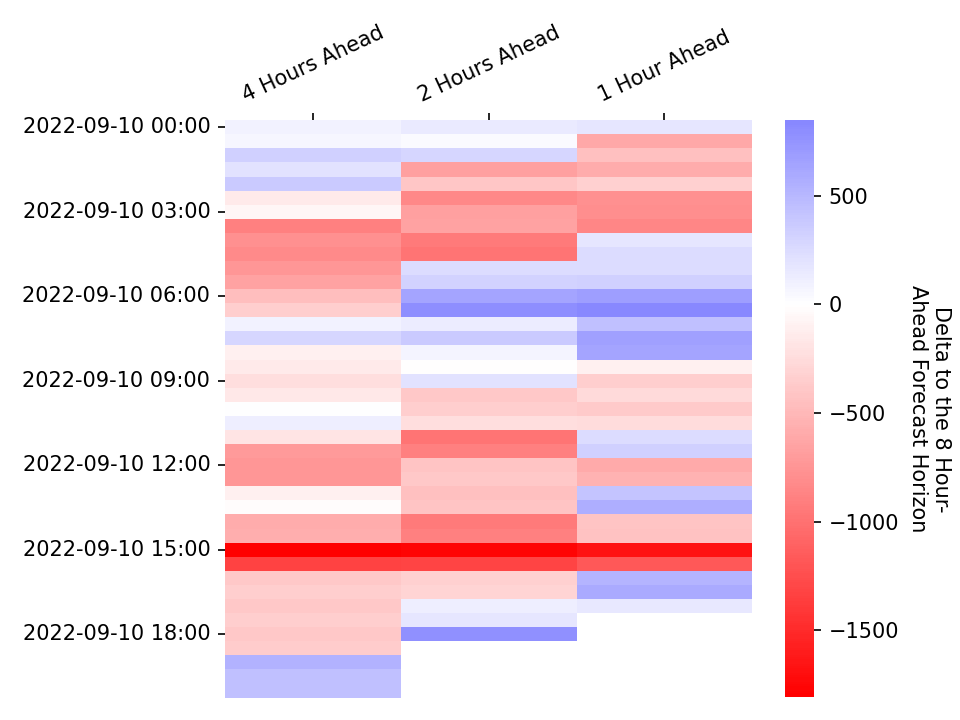 4 Hours Ahead
2 Hours Ahead
1 Hour Ahead
2022-09-10 00:00
2022-09-10 03:00
2022-09-10 06:00
2022-09-10 09:00
2022-09-10 12:00
2022-09-10 15:00
2022-09-10 18:00
500
0
−500
−1000
−1500
Delta to the 8 Hour-
Ahead Forecast Horizon